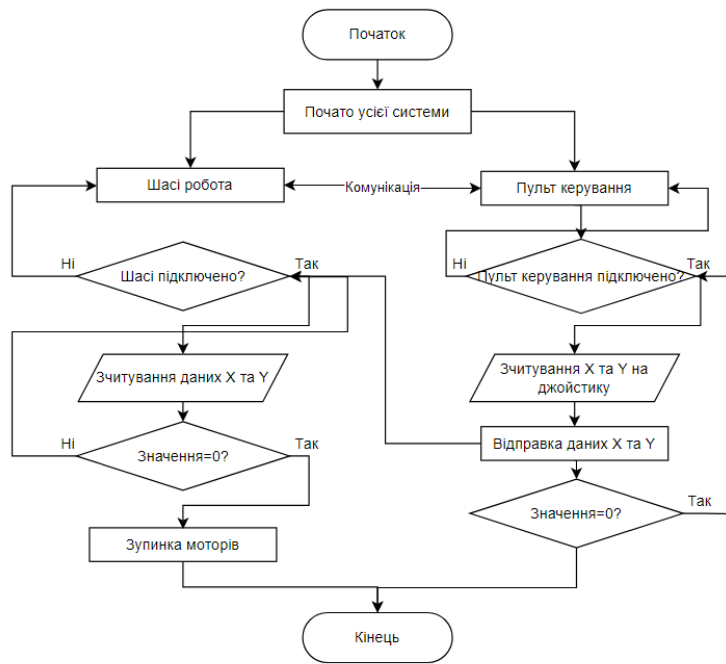 Початок
Почато усієї системи
Шасі робота
Комунікація
Пульт керування
Ні
Шасі підключено?
Так
Ні
Пульт керування підключено?
Так
Зчитування даних X та Y
Зчитування X та Y на
джойстику
Ні
Значення=0?
Так
Відправка даних X та Y
Значення=0?
Так
Зупинка моторів
Кінець